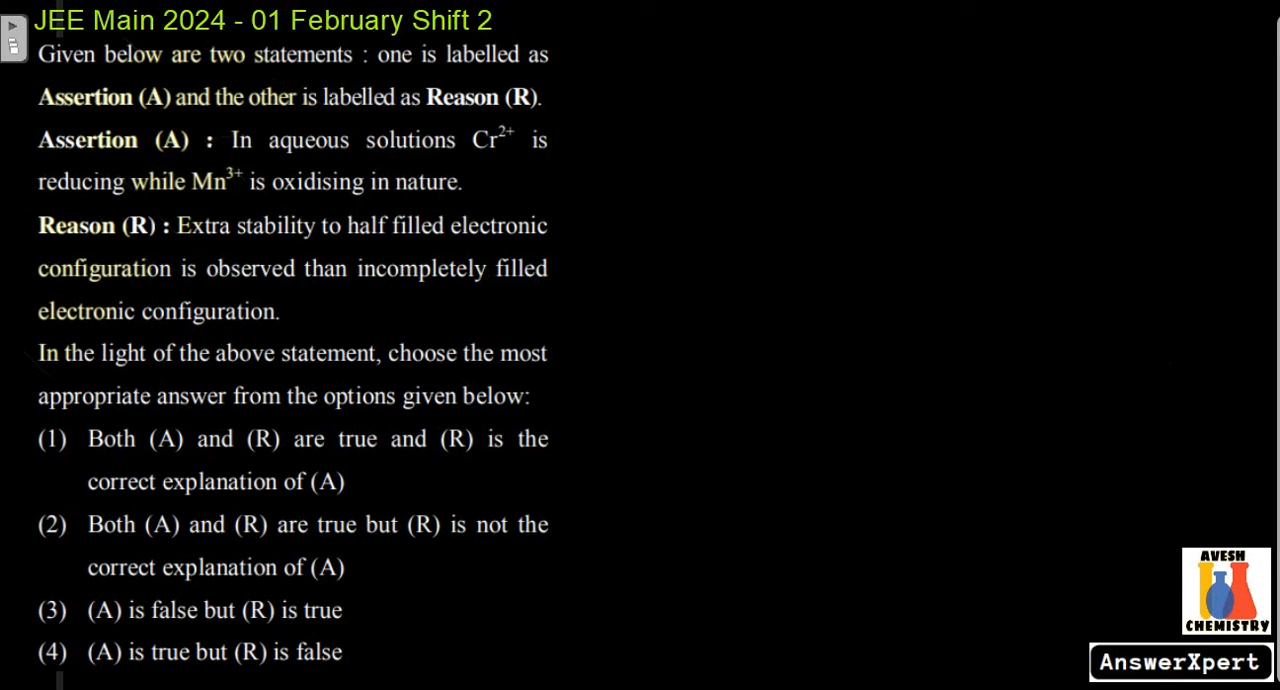 JEE Main 2024 - 01 February Shift 2
Given below are two statements : one is labelled as
Assertion (A) and the other is labelled as Reason (R).
Assertion (A) : In aqueous solutions Cr²⁺ is
reducing while Mn³⁺ is oxidising in nature.
Reason (R) : Extra stability to half filled electronic
configuration is observed than incompletely filled
electronic configuration.
In the light of the above statement, choose the most
appropriate answer from the options given below:
(1) Both (A) and (R) are true and (R) is the
correct explanation of (A)
(2) Both (A) and (R) are true but (R) is not the
correct explanation of (A)
(3) (A) is false but (R) is true
(4) (A) is true but (R) is false
AVESH
CHEMISTRY
AnswerXpert